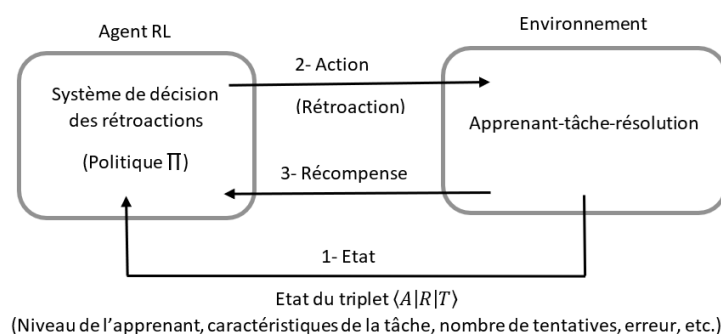 Agent RL
Environnement
Système de décision
des rétroactions
(Politique Π)
2- Action
(Rétroaction)
3- Récompense
Apprenant-tâche-résolution
1- Etat
Etat du triplet ⟨A|R|T⟩
(Niveau de l’apprenant, caractéristiques de la tâche, nombre de tentatives, erreur, etc.)